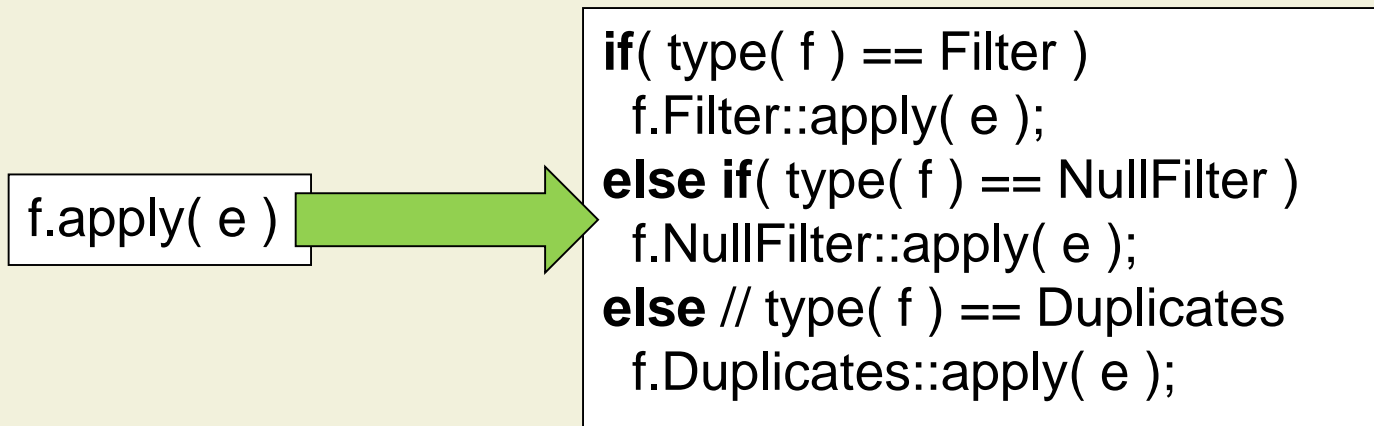 f.apply( e )
if( type( f ) == Filter )
f.Filter::apply( e );
else if( type( f ) == NullFilter )
f.NullFilter::apply( e );
else // type( f ) == Duplicates
f.Duplicates::apply( e );